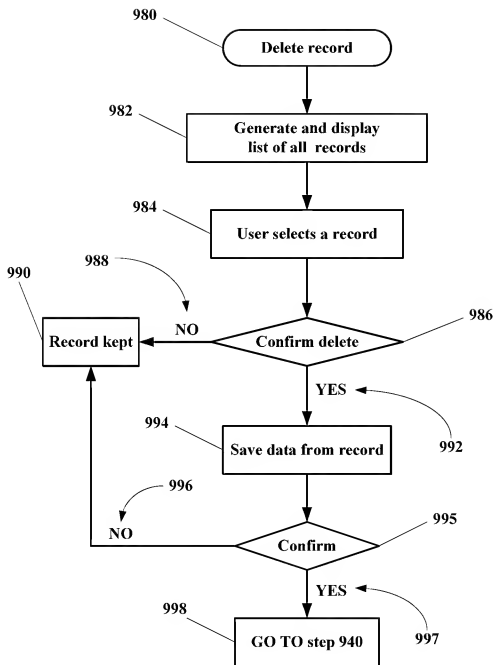 980
Delete record
982
Generate and display
list of all records
984
User selects a record
988
990
NO
986
Record kept
Confirm delete
YES
992
994
Save data from record
996
995
NO
Confirm
YES
998
997
GO TO step 940